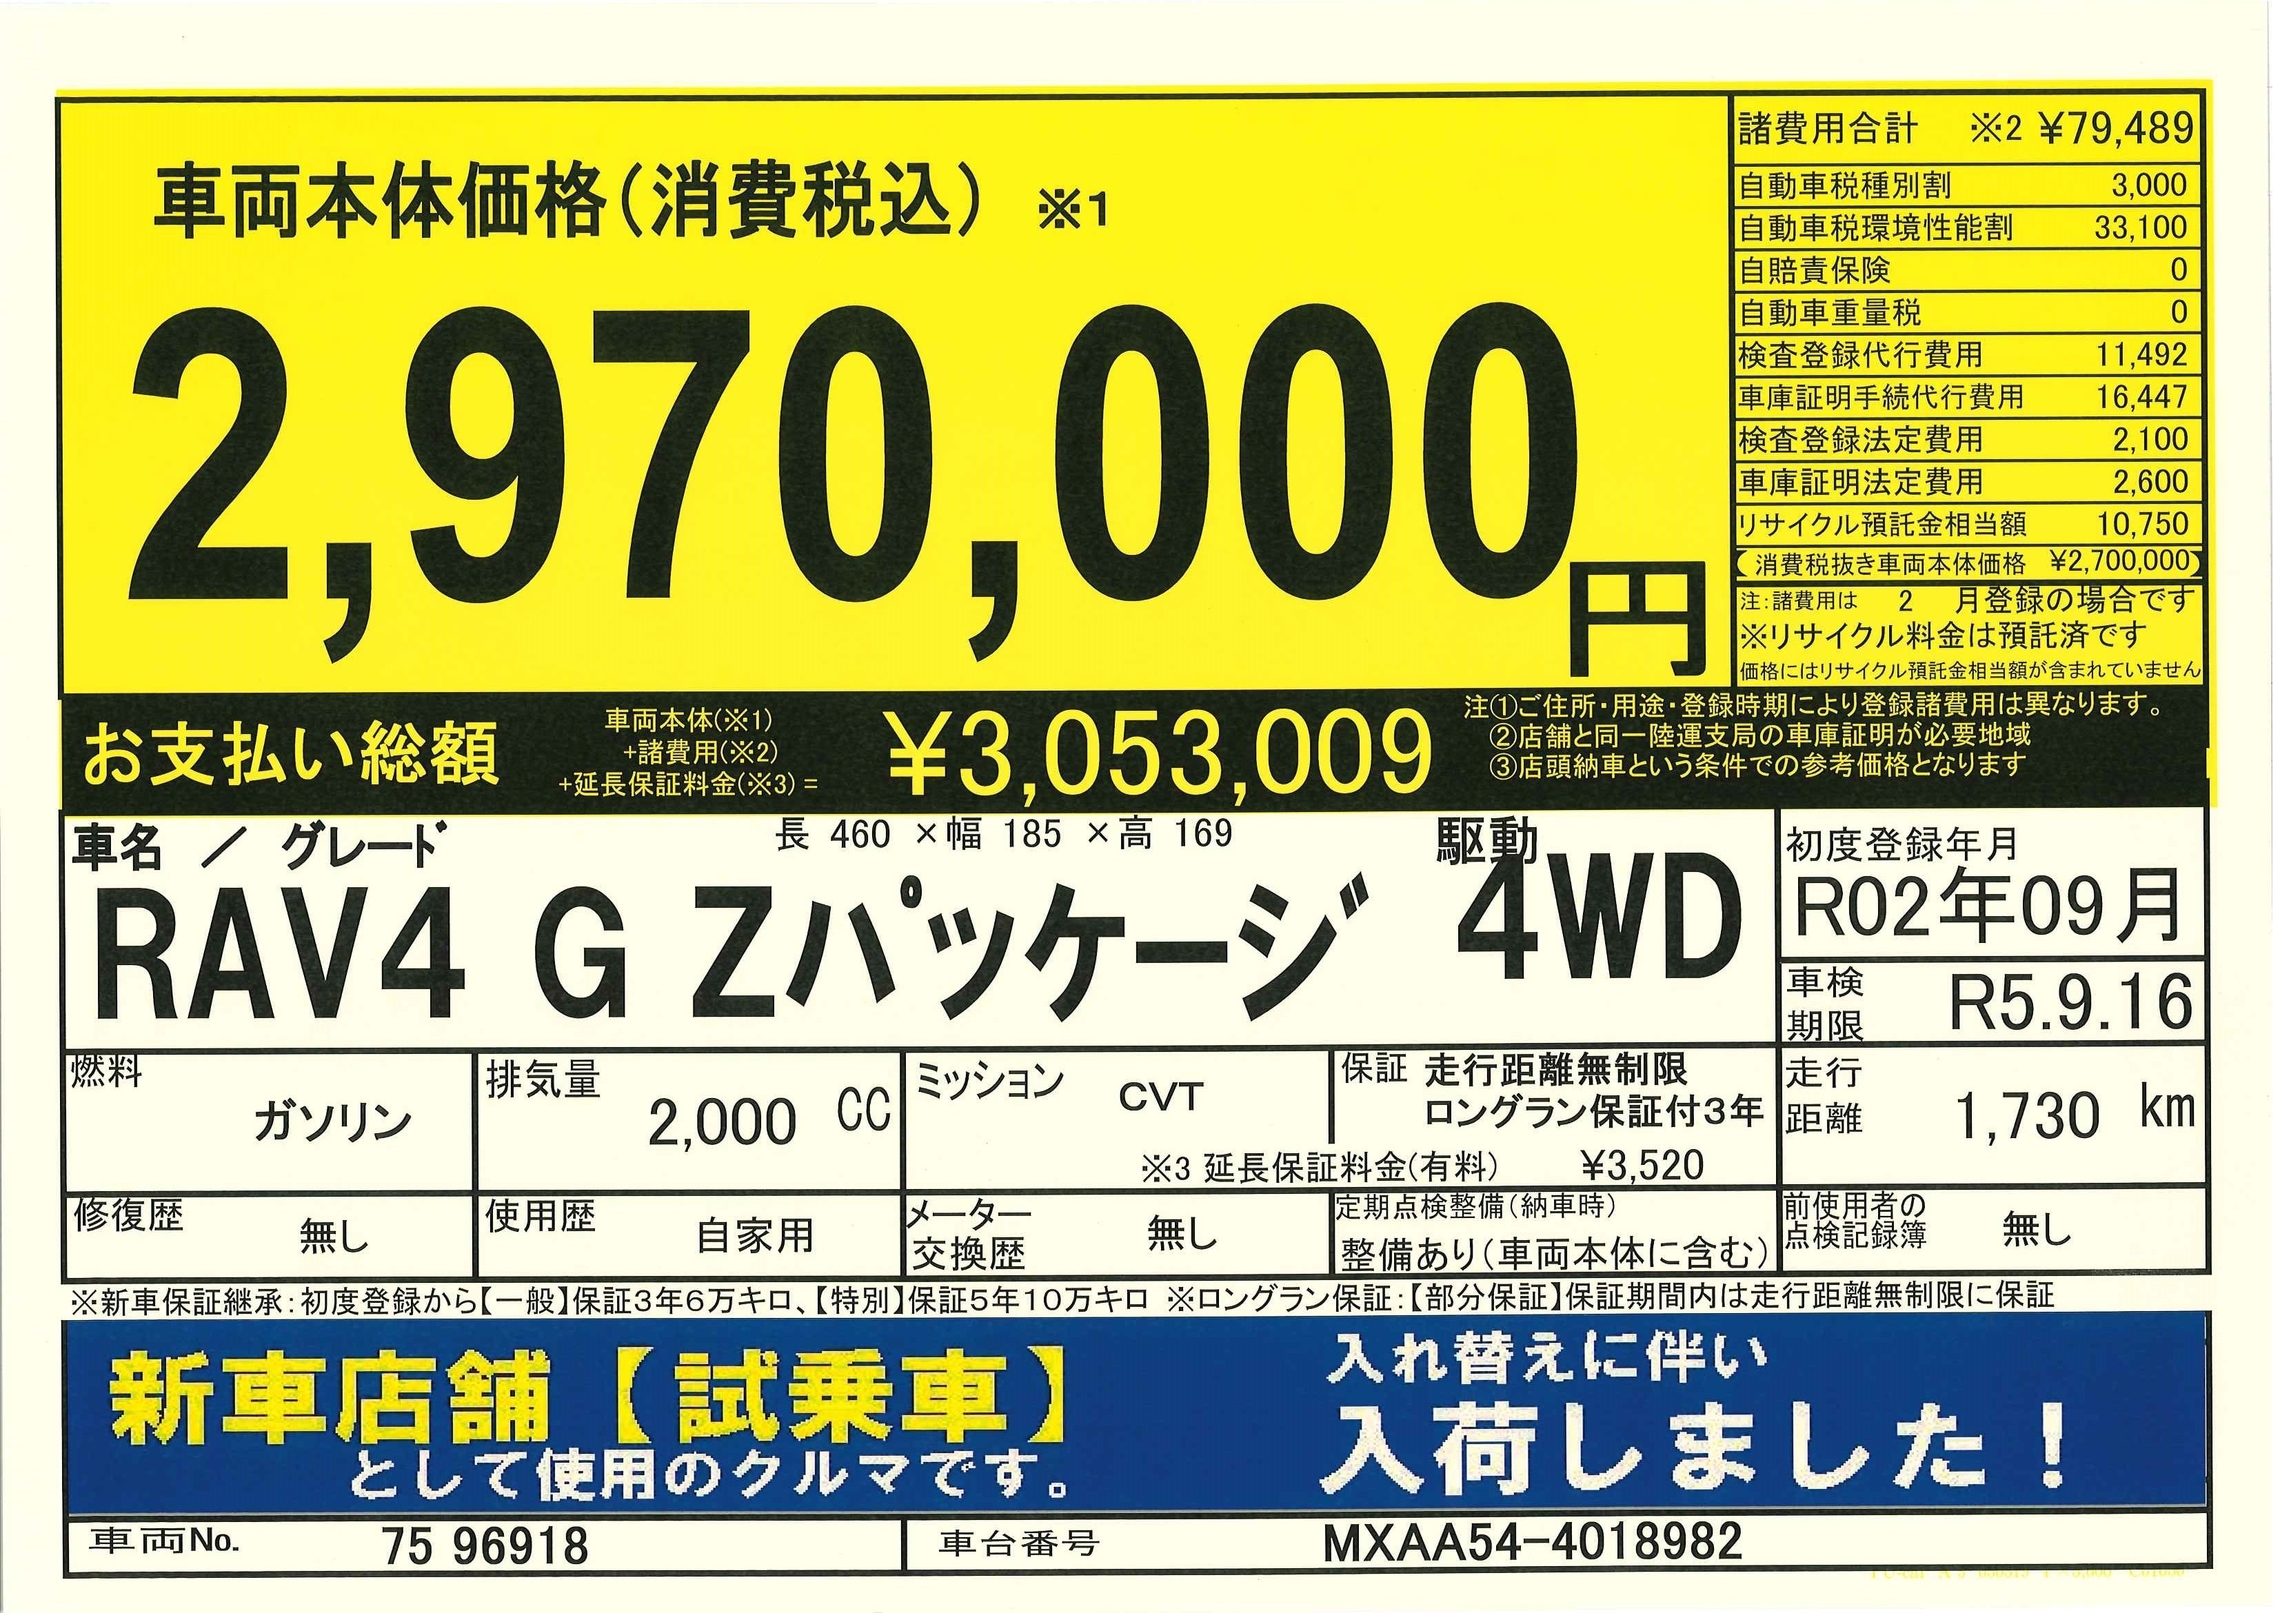 車両本体価格(消費税込) ※1
2,970,000円
諸費用合計 ※2 ¥79,489
自動車税種別割 3,000
自動車税環境性能割 33,100
自賠責保険 0
自動車重量税 0
検査登録代行費用 11,492
車庫証明手続代行費用 16,447
検査登録法定費用 2,100
車庫証明法定費用 2,600
リサイクル預託金相当額 10,750
(消費税抜き車両本体価格 ¥2,700,000)
注:諸費用は 2 月登録の場合です
※リサイクル料金は預託済です
価格にはリサイクル預託金相当額が含まれていません
お支払い総額
車両本体(※1)
+諸費用(※2)
+延長保証料金(※3)=
¥3,053,009
注①ご住所・用途・登録時期により登録諸費用は異なります。
②店舗と同一陸運支局の車庫証明が必要地域
③店頭納車という条件での参考価格となります
車名 / グレード
長 460 ×幅 185 ×高 169
RAV4 G Zパッケージ
駆動
4WD
初度登録年月
R02年09月
車検
期限
R5.9.16
燃料
ガソリン
排気量
2,000 CC
ミッション
CVT
保証 走行距離無制限
ロングラン保証付3年
※3 延長保証料金(有料) ¥3,520
走行
距離
1,730 km
修復歴
無し
使用歴
自家用
メーター
交換歴
無し
定期点検整備(納車時)
整備あり(車両本体に含む)
前使用者の
点検記録簿
無し
※新車保証継承:初度登録から【一般】保証3年6万キロ、【特別】保証5年10万キロ ※ロングラン保証:【部分保証】保証期間内は走行距離無制限に保証
新車店舗【試乗車】
として使用のクルマです。
入れ替えに伴い
入荷しました!
車両No. 75 96918
車台番号 MXAA54-4018982